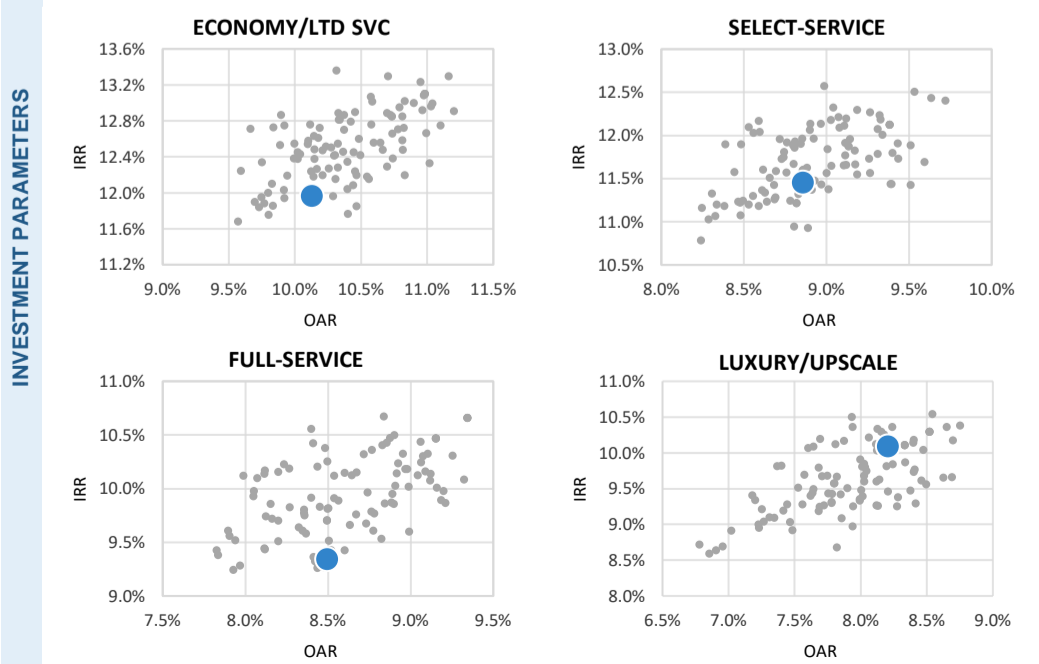 INVESTMENT PARAMETERS
ECONOMY/LTD SVC
13.6%
13.2%
12.8%
12.4%
12.0%
11.6%
11.2%
IRR
9.0% 9.5% 10.0% 10.5% 11.0% 11.5%
OAR
SELECT-SERVICE
13.0%
12.5%
12.0%
11.5%
11.0%
10.5%
IRR
8.0% 8.5% 9.0% 9.5% 10.0%
OAR
FULL-SERVICE
11.0%
10.5%
10.0%
9.5%
9.0%
IRR
7.5% 8.0% 8.5% 9.0% 9.5%
OAR
LUXURY/UPSCALE
11.0%
10.5%
10.0%
9.5%
9.0%
8.5%
8.0%
IRR
6.5% 7.0% 7.5% 8.0% 8.5% 9.0%
OAR